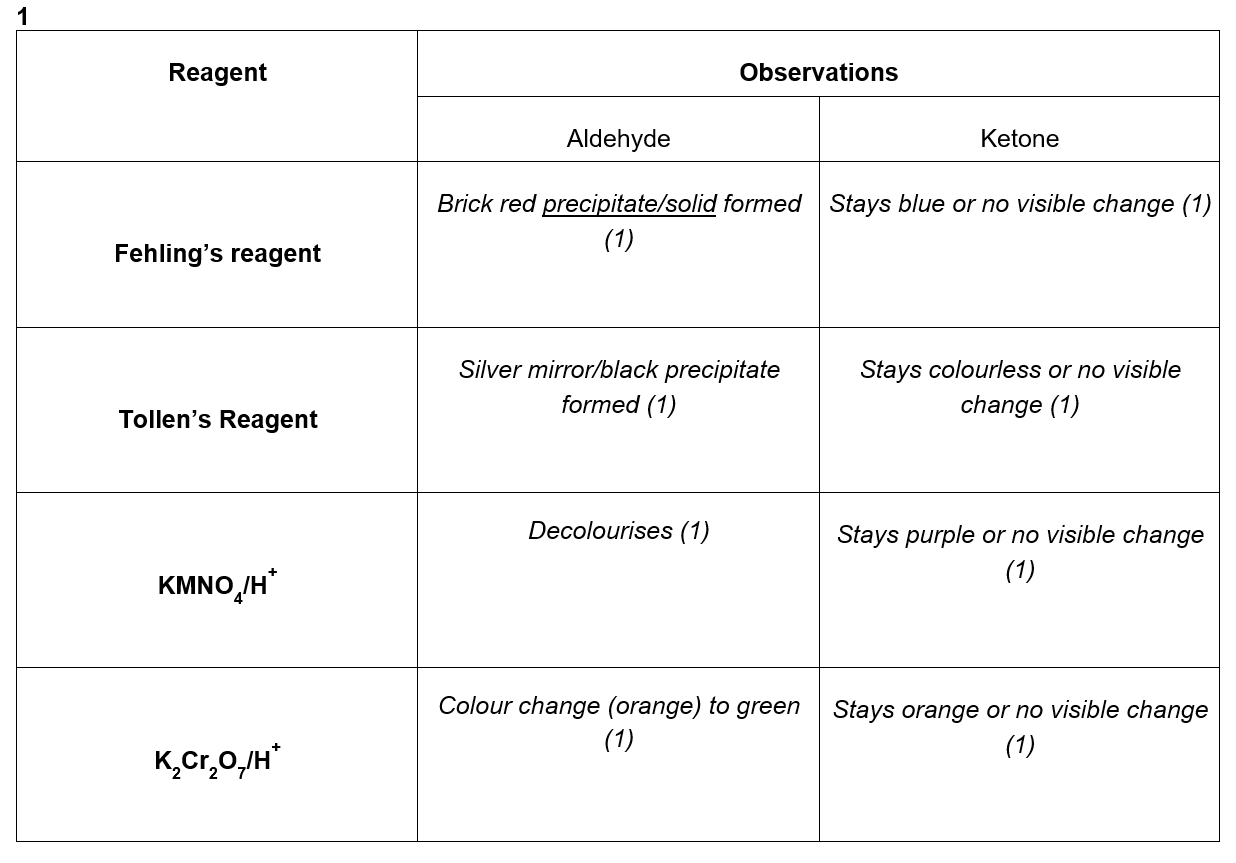 1
Reagent
Observations
Aldehyde
Ketone
Fehling’s reagent
Brick red precipitate/solid formed
(1)
Stays blue or no visible change (1)
Tollen’s Reagent
Silver mirror/black precipitate
formed (1)
Stays colourless or no visible
change (1)
KMNO₄/H⁺
Decolourises (1)
Stays purple or no visible change
(1)
K₂Cr₂O₇/H⁺
Colour change (orange) to green
(1)
Stays orange or no visible change
(1)